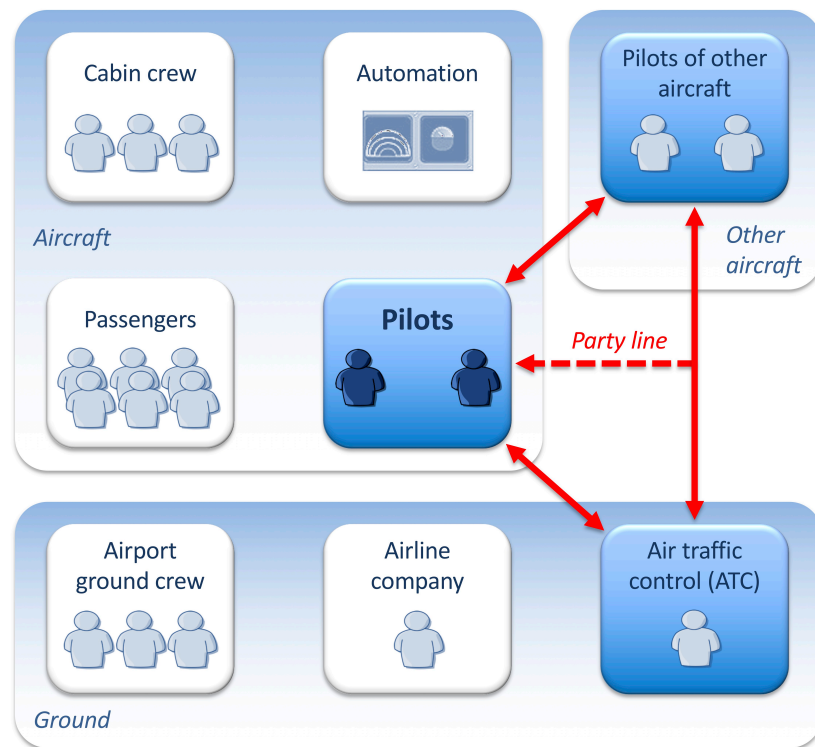 Cabin crew
Automation
Pilots of other
aircraft
Aircraft
Other
aircraft
Passengers
Pilots
Party line
Airport
ground crew
Airline
company
Air traffic
control (ATC)
Ground